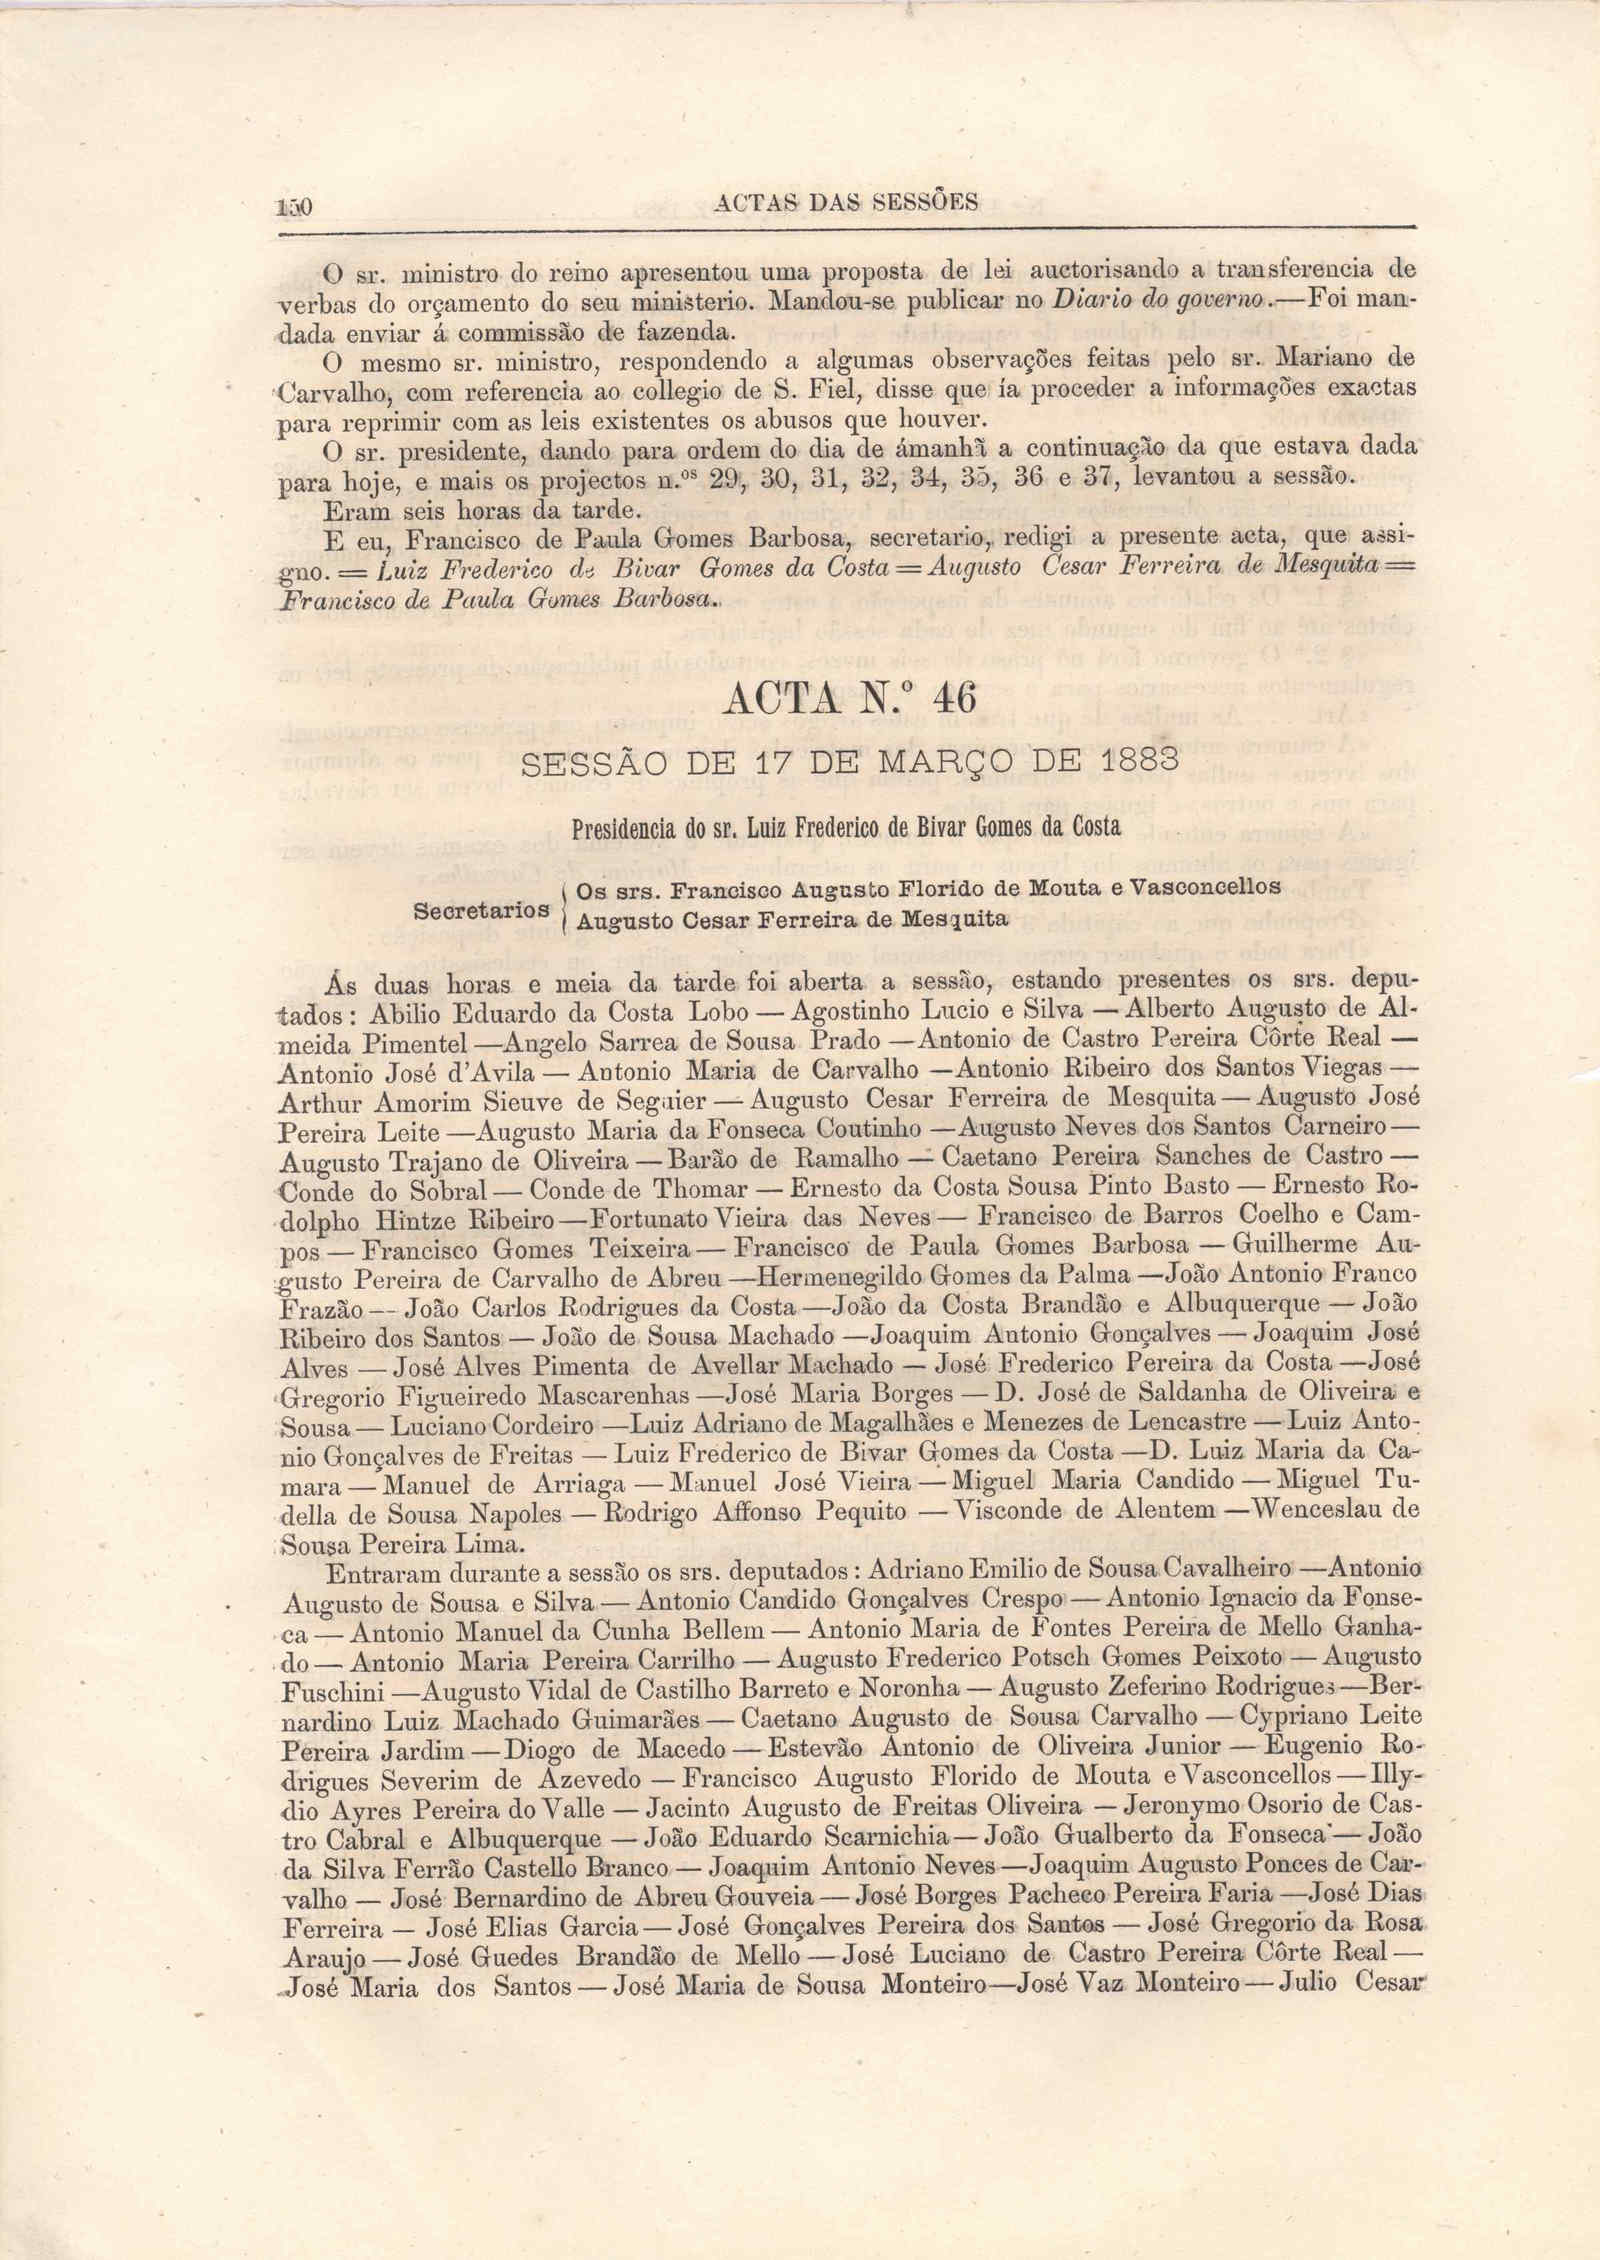 150
ACTAS DAS SESSÕES
O sr. ministro do reino apresentou uma proposta de lei auctorisando a transferencia de
verbas do orçamento do seu ministerio. Mandou-se publicar no Diario do governo.—Foi man-
dada enviar á commissão de fazenda.
O mesmo sr. ministro, respondendo a algumas observações feitas pelo sr. Mariano de
Carvalho, com referencia ao collegio de S. Fiel, disse que ía proceder a informações exactas
para reprimir com as leis existentes os abusos que houver.
O sr. presidente, dando para ordem do dia de ámanhã a continuação da que estava dada
para hoje, e mais os projectos n.os 29, 30, 31, 32, 34, 35, 36 e 37, levantou a sessão.
Eram seis horas da tarde.
E eu, Francisco de Paula Gomes Barbosa, secretario, redigi a presente acta, que assi-
gno. = Luiz Frederico de Bivar Gomes da Costa = Augusto Cesar Ferreira de Mesquita =
Francisco de Paula Gomes Barbosa.
ACTA N.º 46
SESSÃO DE 17 DE MARÇO DE 1883
Presidencia do sr. Luiz Frederico de Bivar Gomes da Costa
Secretarios { Os srs. Francisco Augusto Florido de Mouta e Vasconcellos
Augusto Cesar Ferreira de Mesquita
Ás duas horas e meia da tarde foi aberta a sessão, estando presentes os srs. depu-
tados: Abilio Eduardo da Costa Lobo — Agostinho Lucio e Silva — Alberto Augusto de Al-
meida Pimentel — Angelo Sarrea de Sousa Prado — Antonio de Castro Pereira Côrte Real —
Antonio José d'Avila — Antonio Maria de Carvalho — Antonio Ribeiro dos Santos Viegas —
Arthur Amorim Sieuve de Seguier — Augusto Cesar Ferreira de Mesquita — Augusto José
Pereira Leite — Augusto Maria da Fonseca Coutinho — Augusto Neves dos Santos Carneiro —
Augusto Trajano de Oliveira — Barão de Ramalho — Caetano Pereira Sanches de Castro —
Conde do Sobral — Conde de Thomar — Ernesto da Costa Sousa Pinto Basto — Ernesto Ro-
dolpho Hintze Ribeiro — Fortunato Vieira das Neves — Francisco de Barros Coelho e Cam-
pos — Francisco Gomes Teixeira — Francisco de Paula Gomes Barbosa — Guilherme Au-
gusto Pereira de Carvalho de Abreu — Hermenegildo Gomes da Palma — João Antonio Franco
Frazão — João Carlos Rodrigues da Costa — João da Costa Brandão e Albuquerque — João
Ribeiro dos Santos — João de Sousa Machado — Joaquim Antonio Gonçalves — Joaquim José
Alves — José Alves Pimenta de Avellar Machado — José Frederico Pereira da Costa — José
Gregorio Figueiredo Mascarenhas — José Maria Borges — D. José de Saldanha de Oliveira e
Sousa — Luciano Cordeiro — Luiz Adriano de Magalhães e Menezes de Lencastre — Luiz Anto-
nio Gonçalves de Freitas — Luiz Frederico de Bivar Gomes da Costa — D. Luiz Maria da Ca-
mara — Manuel de Arriaga — Manuel José Vieira — Miguel Maria Candido — Miguel Tu-
della de Sousa Napoles — Rodrigo Affonso Pequito — Visconde de Alentem — Wenceslau de
Sousa Pereira Lima.
Entraram durante a sessão os srs. deputados: Adriano Emilio de Sousa Cavalheiro — Antonio
Augusto de Sousa e Silva — Antonio Candido Gonçalves Crespo — Antonio Ignacio da Fonse-
ca — Antonio Manuel da Cunha Bellem — Antonio Maria de Fontes Pereira de Mello Ganha-
do — Antonio Maria Pereira Carrilho — Augusto Frederico Potsch Gomes Peixoto — Augusto
Fuschini — Augusto Vidal de Castilho Barreto e Noronha — Augusto Zeferino Rodrigues — Ber-
nardino Luiz Machado Guimarães — Caetano Augusto de Sousa Carvalho — Cypriano Leite
Pereira Jardim — Diogo de Macedo — Estevão Antonio de Oliveira Junior — Eugenio Ro-
drigues Severim de Azevedo — Francisco Augusto Florido de Mouta e Vasconcellos — Illy-
dio Ayres Pereira do Valle — Jacinto Augusto de Freitas Oliveira — Jeronymo Osorio de Cas-
tro Cabral e Albuquerque — João Eduardo Scarnichia — João Gualberto da Fonseca — João
da Silva Ferrão Castello Branco — Joaquim Antonio Neves — Joaquim Augusto Ponces de Car-
valho — José Bernardino de Abreu Gouveia — José Borges Pacheco Pereira Faria — José Dias
Ferreira — José Elias Garcia — José Gonçalves Pereira dos Santos — José Gregorio da Rosa
Araujo — José Guedes Brandão de Mello — José Luciano de Castro Pereira Côrte Real —
José Maria dos Santos — José Maria de Sousa Monteiro — José Vaz Monteiro — Julio Cesar